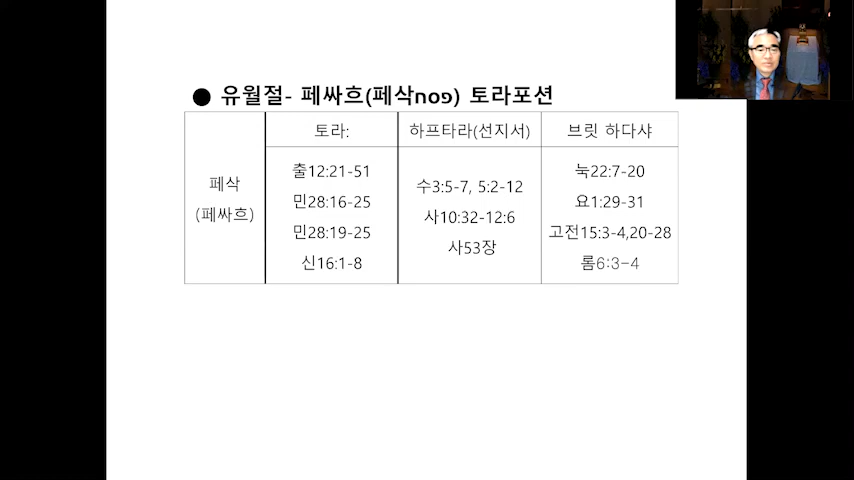 ● 유월절- 페싸흐(페삭פסח) 토라포션
토라:
하프타라(선지서)
브릿 하다샤
페삭
(페싸흐)
출12:21-51
민28:16-25
민28:19-25
신16:1-8
수3:5-7, 5:2-12
사10:32-12:6
사53장
눅22:7-20
요1:29-31
고전15:3-4,20-28
롬6:3-4